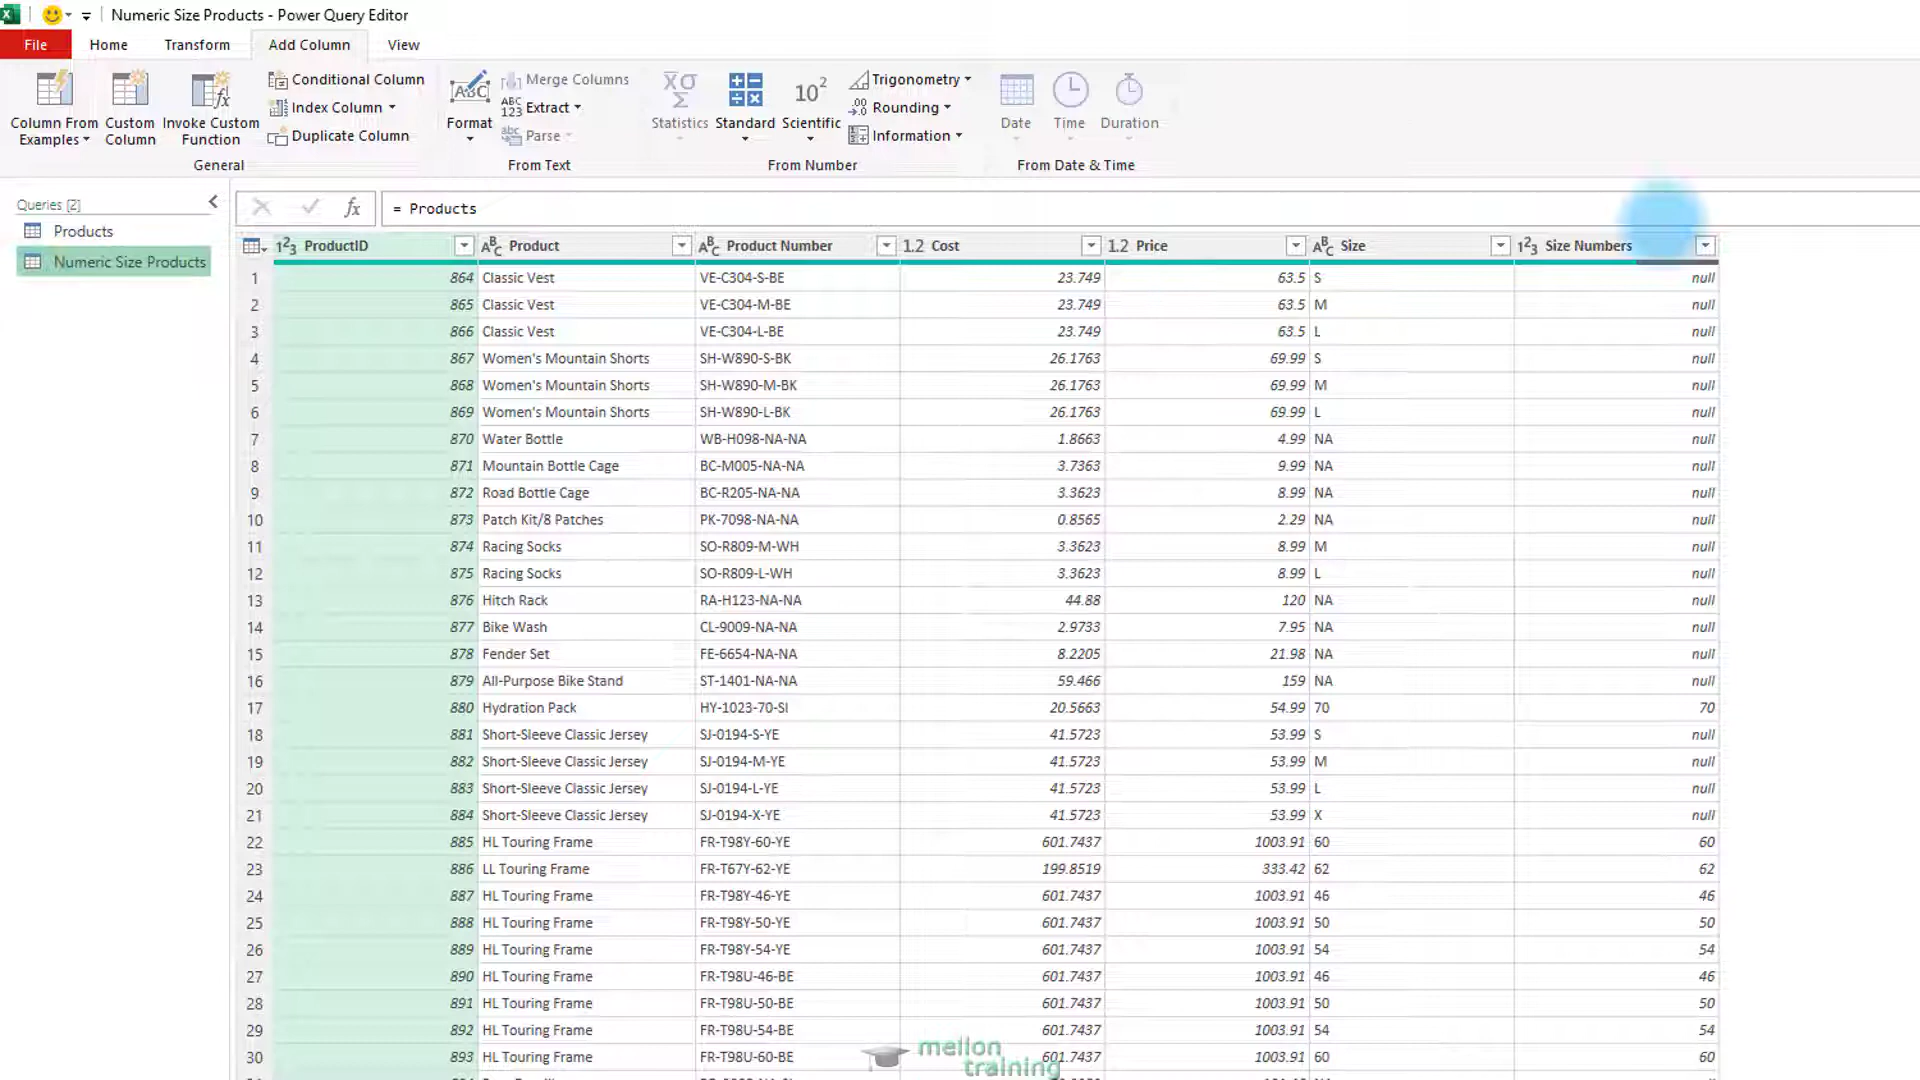 Numeric Size Products - Power Query Editor
File Home Transform Add Column View
Column From Examples
Custom Column
Invoke Custom Function
Conditional Column
Index Column
Duplicate Column
General
Format
Merge Columns
Extract
Parse
From Text
Statistics
Standard
Scientific
Trigonometry
Rounding
Information
From Number
Date
Time
Duration
From Date & Time
Queries [2]
Products
Numeric Size Products
= Products
ProductID Product Product Number 1.2 Cost 1.2 Price Size Size Numbers
1 864 Classic Vest VE-C304-S-BE 23.749 63.5 S null
2 865 Classic Vest VE-C304-M-BE 23.749 63.5 M null
3 866 Classic Vest VE-C304-L-BE 23.749 63.5 L null
4 867 Women's Mountain Shorts SH-W890-S-BK 26.1763 69.99 S null
5 868 Women's Mountain Shorts SH-W890-M-BK 26.1763 69.99 M null
6 869 Women's Mountain Shorts SH-W890-L-BK 26.1763 69.99 L null
7 870 Water Bottle WB-H098-NA-NA 1.8663 4.99 NA null
8 871 Mountain Bottle Cage BC-M005-NA-NA 3.7363 9.99 NA null
9 872 Road Bottle Cage BC-R205-NA-NA 3.3623 8.99 NA null
10 873 Patch Kit/8 Patches PK-7098-NA-NA 0.8565 2.29 NA null
11 874 Racing Socks SO-R809-M-WH 3.3623 8.99 M null
12 875 Racing Socks SO-R809-L-WH 3.3623 8.99 L null
13 876 Hitch Rack RA-H123-NA-NA 44.88 120 NA null
14 877 Bike Wash CL-9009-NA-NA 2.9733 7.95 NA null
15 878 Fender Set FE-6654-NA-NA 8.2205 21.98 NA null
16 879 All-Purpose Bike Stand ST-1401-NA-NA 59.466 159 NA null
17 880 Hydration Pack HY-1023-70-SI 20.5663 54.99 70 70
18 881 Short-Sleeve Classic Jersey SJ-0194-S-YE 41.5723 53.99 S null
19 882 Short-Sleeve Classic Jersey SJ-0194-M-YE 41.5723 53.99 M null
20 883 Short-Sleeve Classic Jersey SJ-0194-L-YE 41.5723 53.99 L null
21 884 Short-Sleeve Classic Jersey SJ-0194-X-YE 41.5723 53.99 X null
22 885 HL Touring Frame FR-T98Y-60-YE 601.7437 1003.91 60 60
23 886 LL Touring Frame FR-T67Y-62-YE 199.8519 333.42 62 62
24 887 HL Touring Frame FR-T98Y-46-YE 601.7437 1003.91 46 46
25 888 HL Touring Frame FR-T98Y-50-YE 601.7437 1003.91 50 50
26 889 HL Touring Frame FR-T98Y-54-YE 601.7437 1003.91 54 54
27 890 HL Touring Frame FR-T98U-46-BE 601.7437 1003.91 46 46
28 891 HL Touring Frame FR-T98U-50-BE 601.7437 1003.91 50 50
29 892 HL Touring Frame FR-T98U-54-BE 601.7437 1003.91 54 54
30 893 HL Touring Frame FR-T98U-60-BE 601.7437 1003.91 60 60
mellon
training